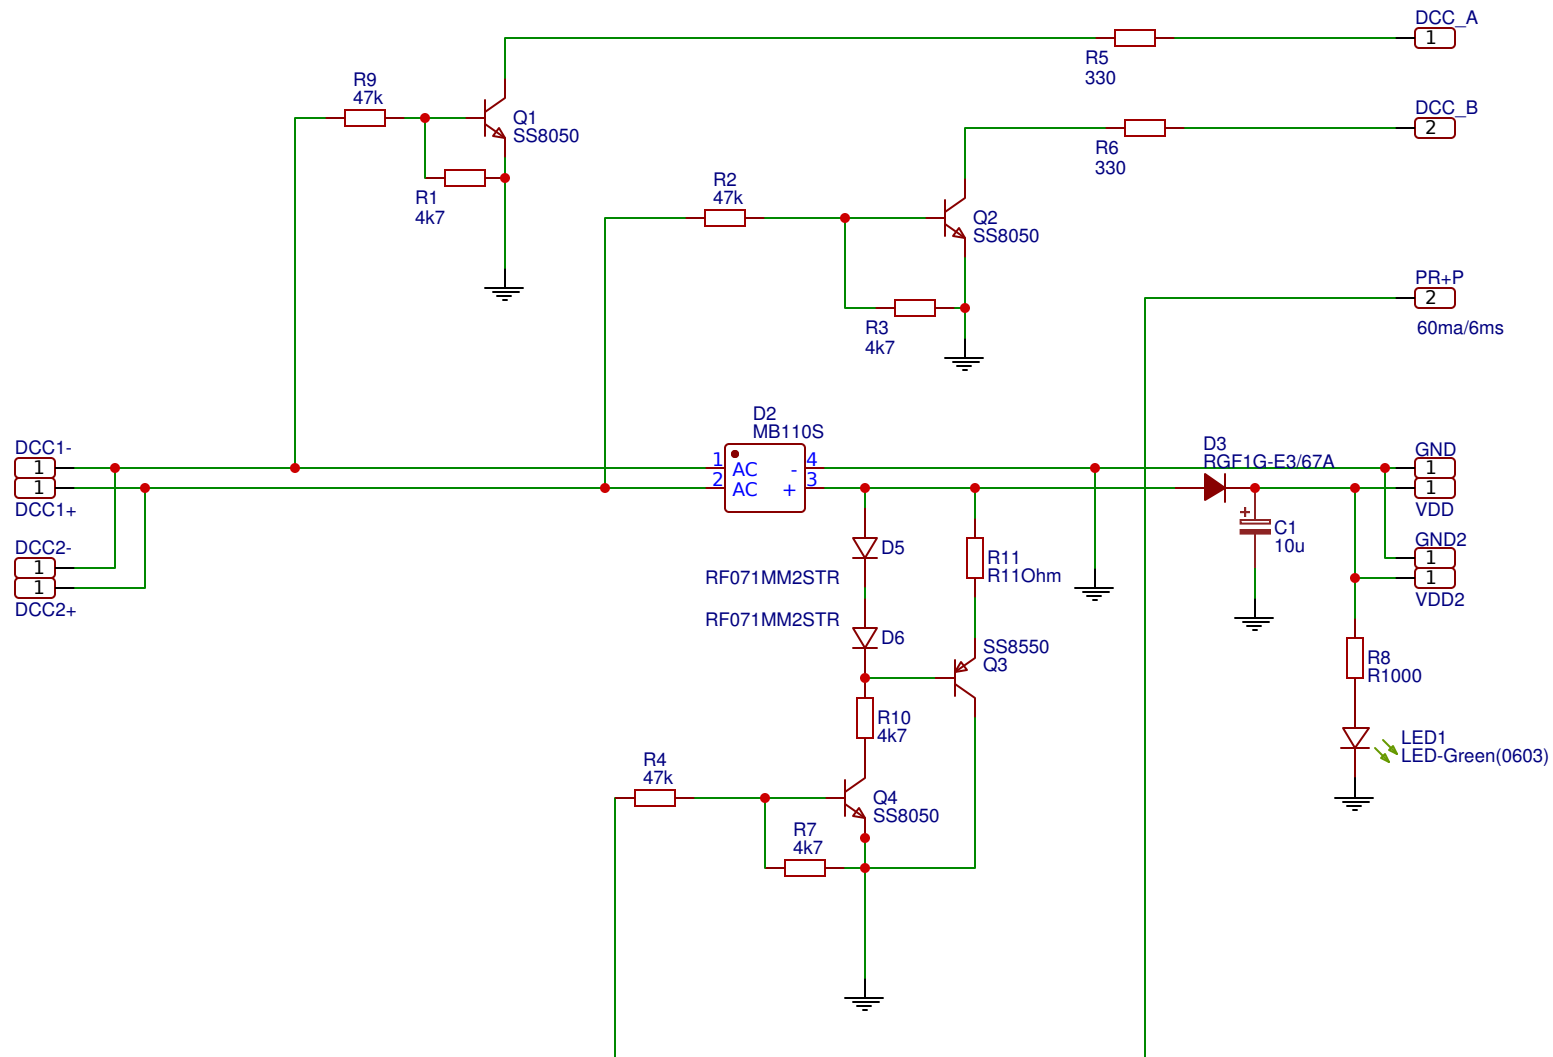 DCC_A
1
R5
330
R9
47k
Q1
SS8050
R1
4k7
DCC_B
2
R6
330
R2
47k
Q2
SS8050
R3
4k7
PR+P
2
60ma/6ms
D2
MB110S
1 AC - 4
2 AC + 3
DCC1-
1
1
DCC1+
DCC2-
1
1
DCC2+
D3
RGF1G-E3/67A
GND
1
1
VDD
GND2
1
1
VDD2
+
C1
10u
D5
RF071MM2STR
RF071MM2STR
D6
R11
R11Ohm
SS8550
Q3
R10
4k7
R8
R1000
LED1
LED-Green(0603)
R4
47k
Q4
SS8050
R7
4k7